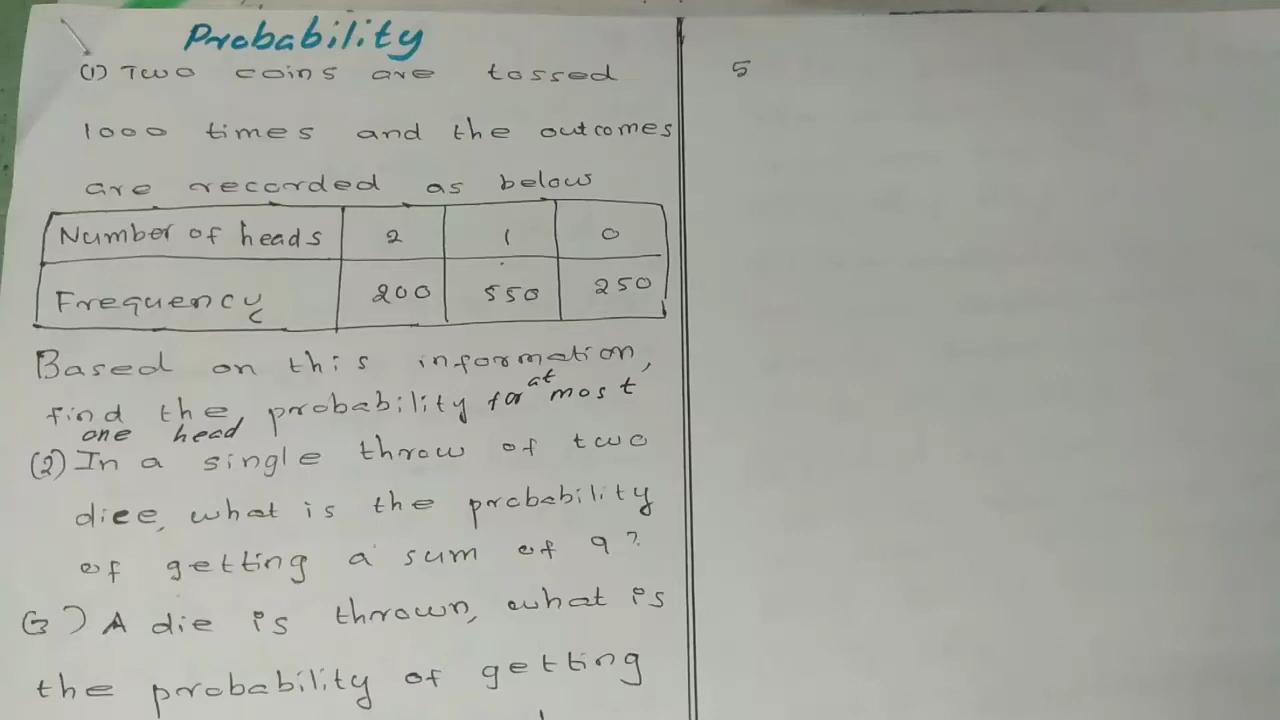 Probability
(1) Two coins are tossed
1000 times and the outcomes
are recorded as below
Number of heads 2 1 0
Frequency 200 550 250
Based on this information,
find the, probability for at most
one head
(2) In a single throw of two
dice, what is the probability
of getting a sum of 9?
(3) A die is thrown, what is
the probability of getting
5